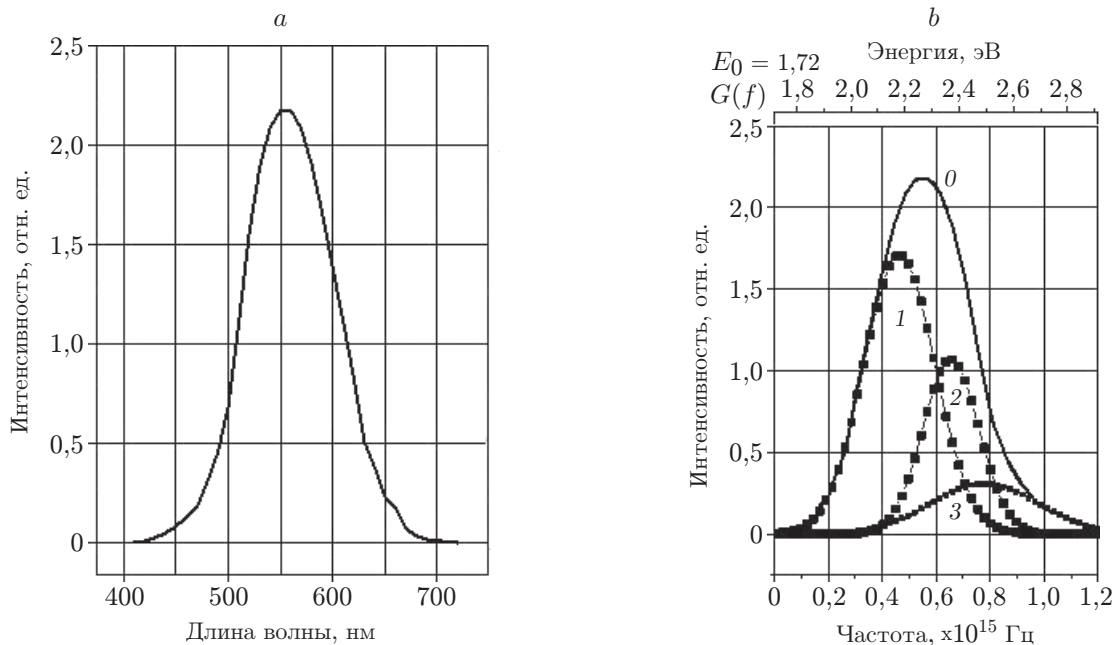 a
2,5
2,0
1,5
1,0
0,5
0
400 500 600 700
Интенсивность, отн. ед.
Длина волны, нм
b
Энергия, эВ
E₀ = 1,72
G(f) 1,8 2,0 2,2 2,4 2,6 2,8
2,5
2,0
1,5
1,0
0,5
0
0
1
2
3
0 0,2 0,4 0,6 0,8 1,0 1,2
Интенсивность, отн. ед.
Частота, x10¹⁵ Гц